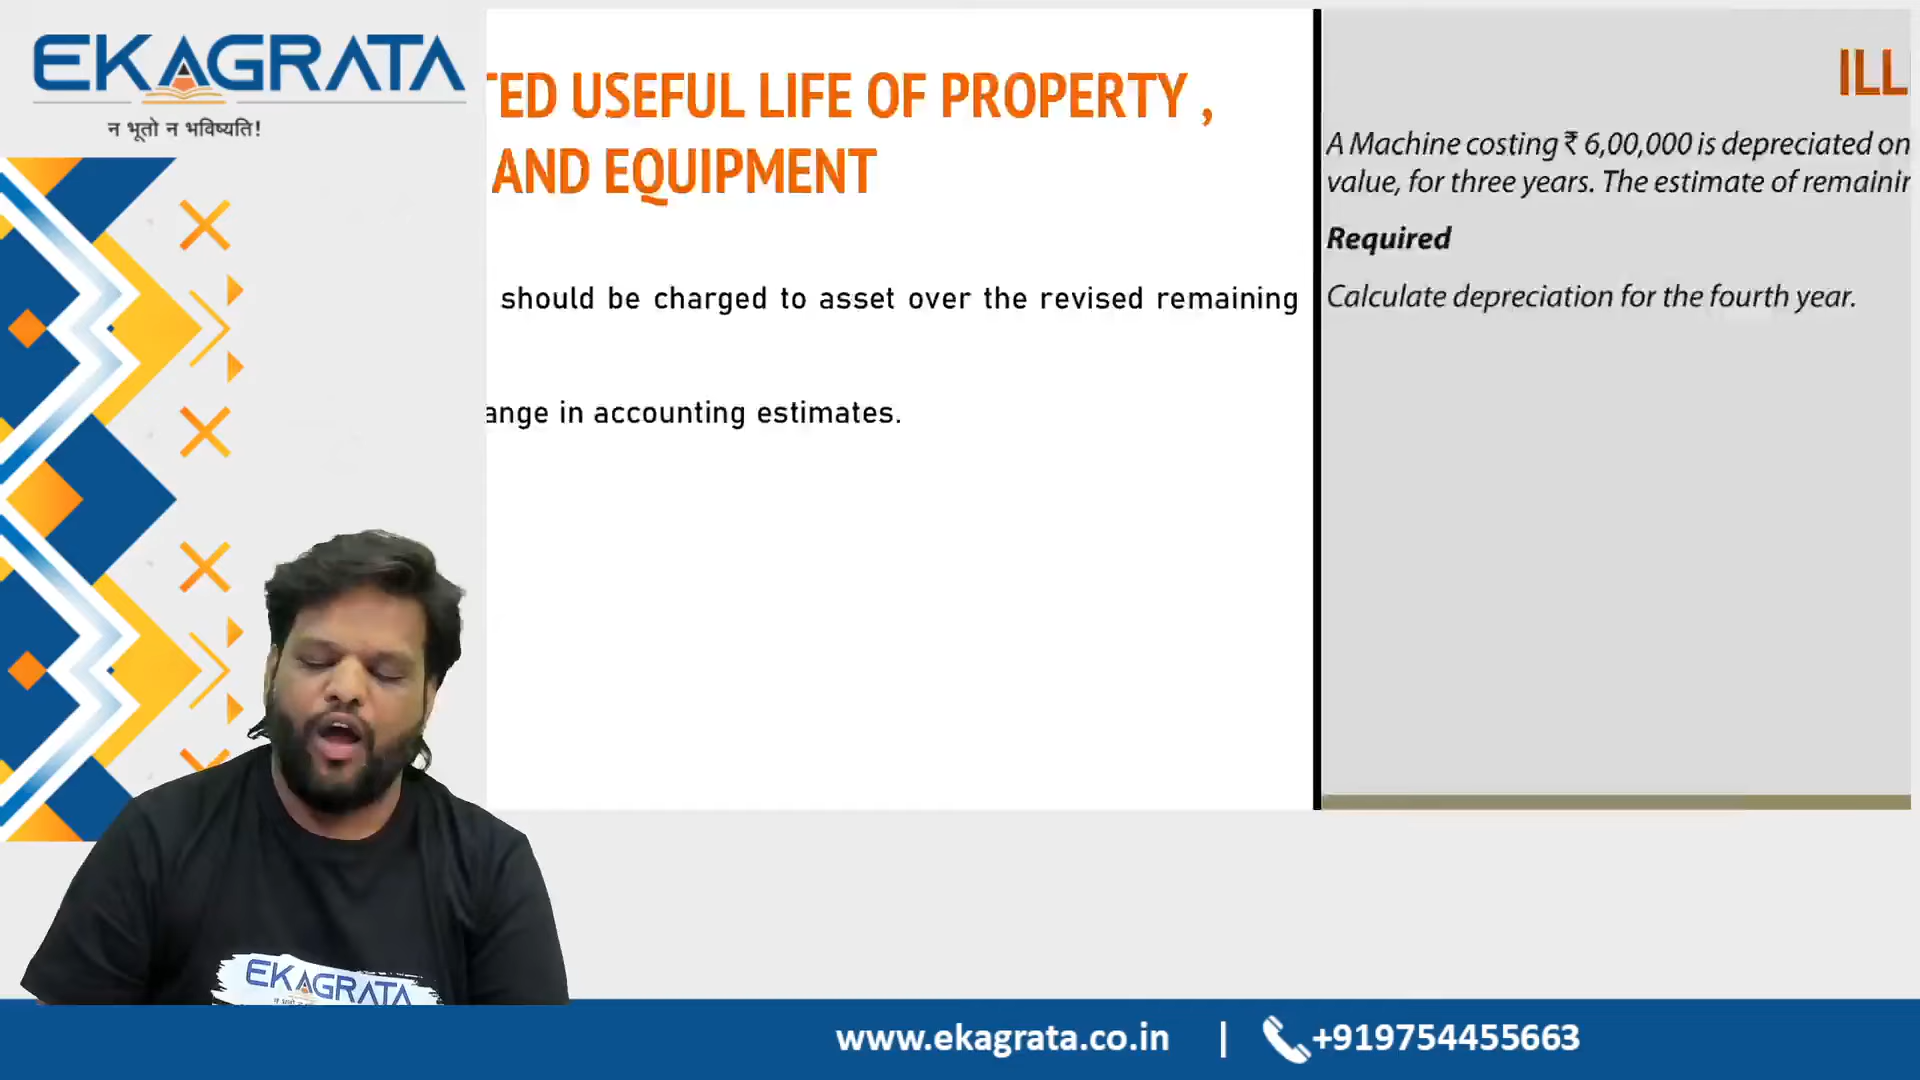 EKAGRATA
न भूतो न भविष्यति!
TED USEFUL LIFE OF PROPERTY ,
AND EQUIPMENT
should be charged to asset over the revised remaining
ange in accounting estimates.
ILL
A Machine costing ₹ 6,00,000 is depreciated on
value, for three years. The estimate of remainin
Required
Calculate depreciation for the fourth year.
EKAGRATA
www.ekagrata.co.in | +919754455663